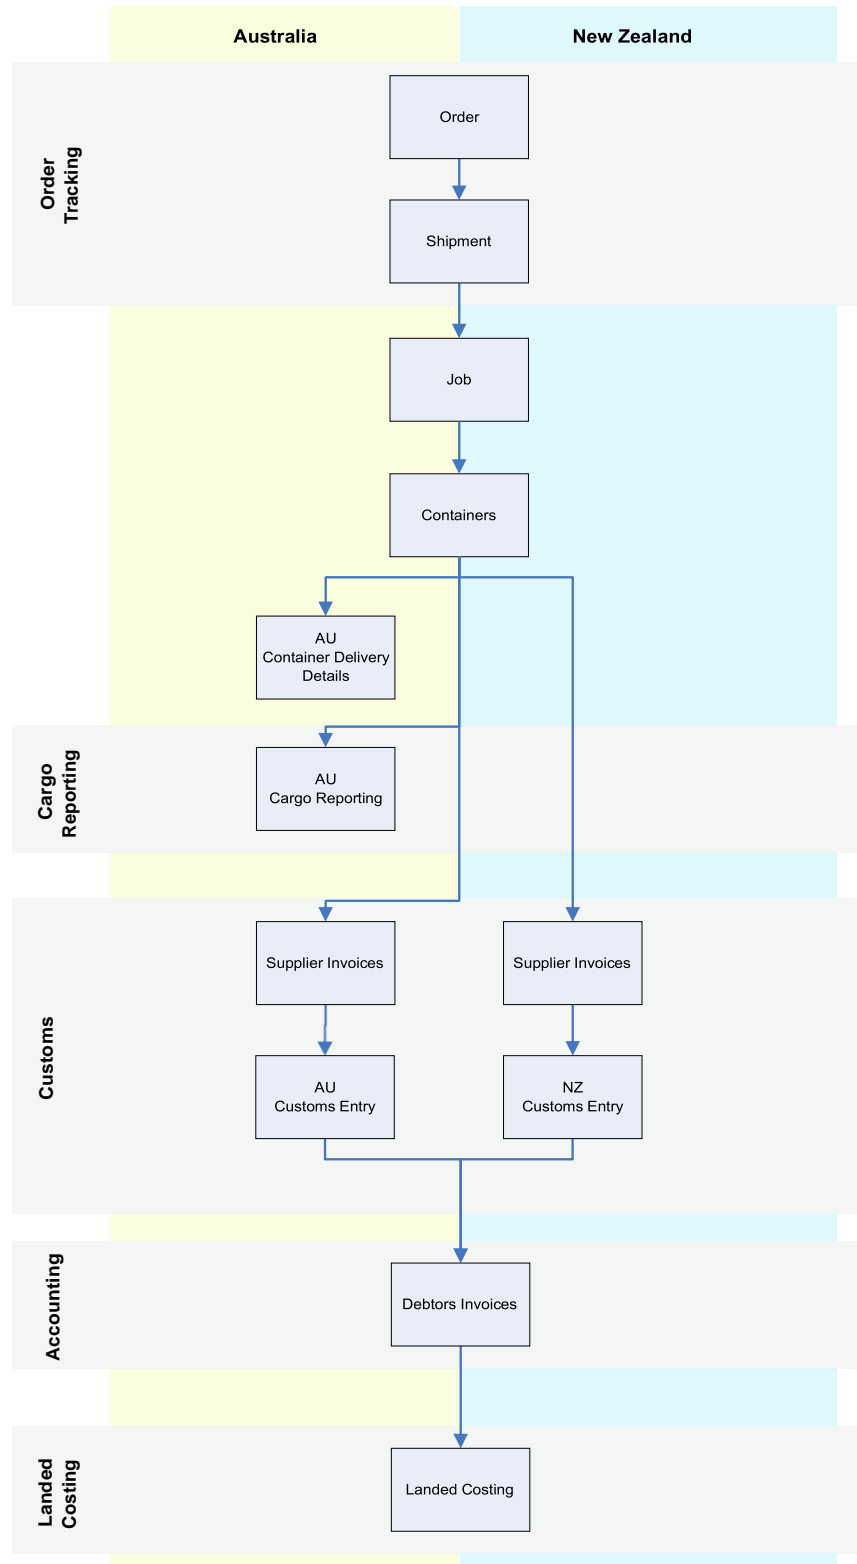 Australia
New Zealand
Order
Tracking
Order
Shipment
Job
Containers
AU
Container Delivery
Details
Cargo
Reporting
AU
Cargo Reporting
Customs
Supplier Invoices
Supplier Invoices
AU
Customs Entry
NZ
Customs Entry
Accounting
Debtors Invoices
Landed
Costing
Landed Costing